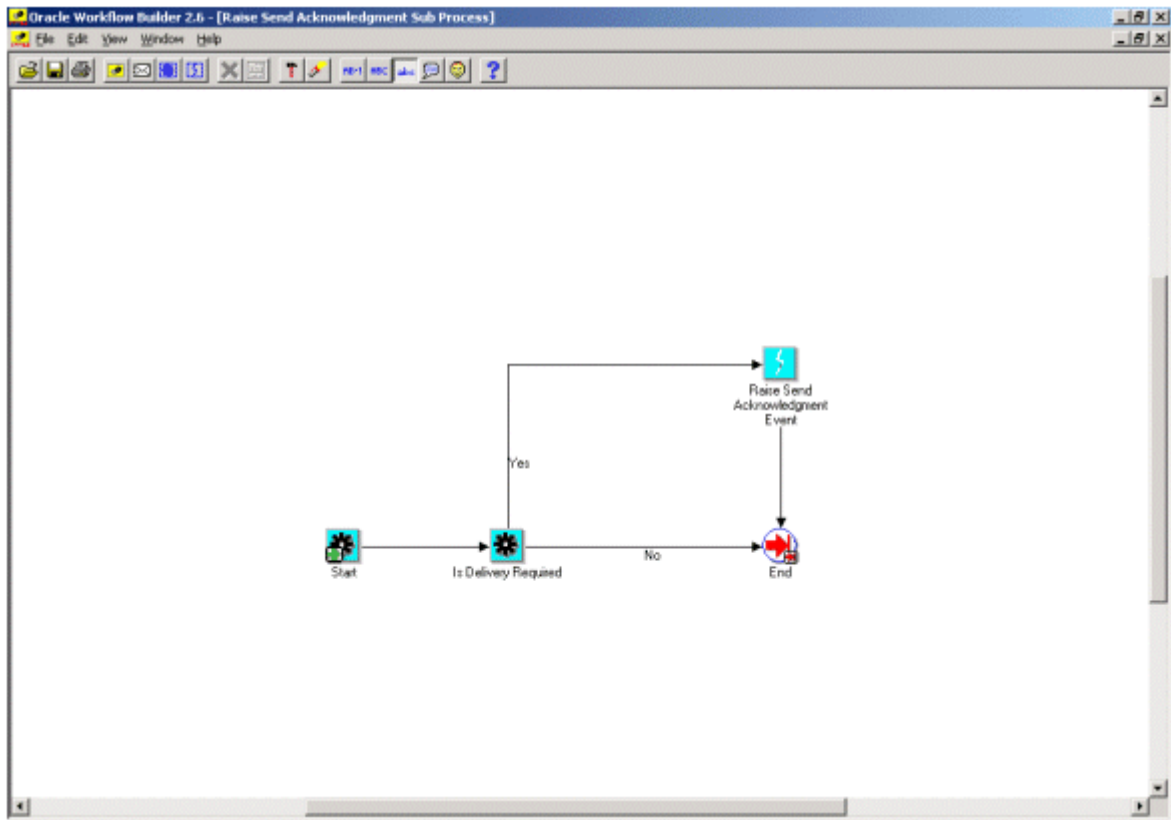 Oracle Workflow Builder 2.6 - [Raise Send Acknowledgment Sub Process]
File Edit View Window Help
Raise Send
Acknowledgment
Event
Yes
No
Start
Is Delivery Required
End